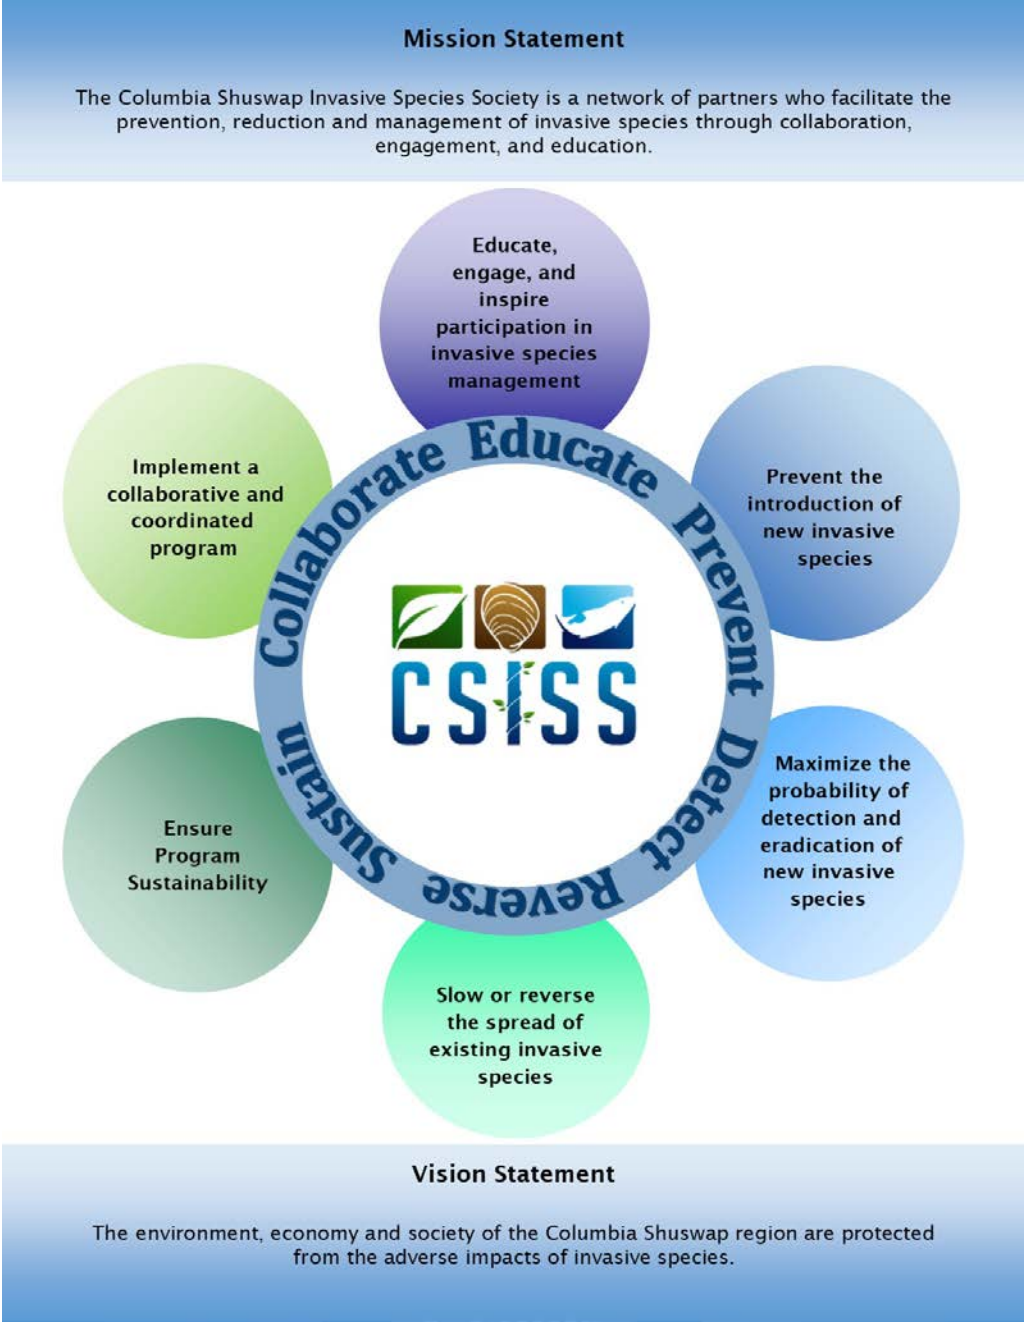 Mission Statement
The Columbia Shuswap Invasive Species Society is a network of partners who facilitate the
prevention, reduction and management of invasive species through collaboration,
engagement, and education.
Educate,
engage, and
inspire
participation in
invasive species
management
Implement a
collaborative and
coordinated
program
Prevent the
introduction of
new invasive
species
Collaborate Educate Prevent Detect Reverse Sustain
CSISS
Ensure
Program
Sustainability
Maximize the
probability of
detection and
eradication of
new invasive
species
Slow or reverse
the spread of
existing invasive
species
Vision Statement
The environment, economy and society of the Columbia Shuswap region are protected
from the adverse impacts of invasive species.